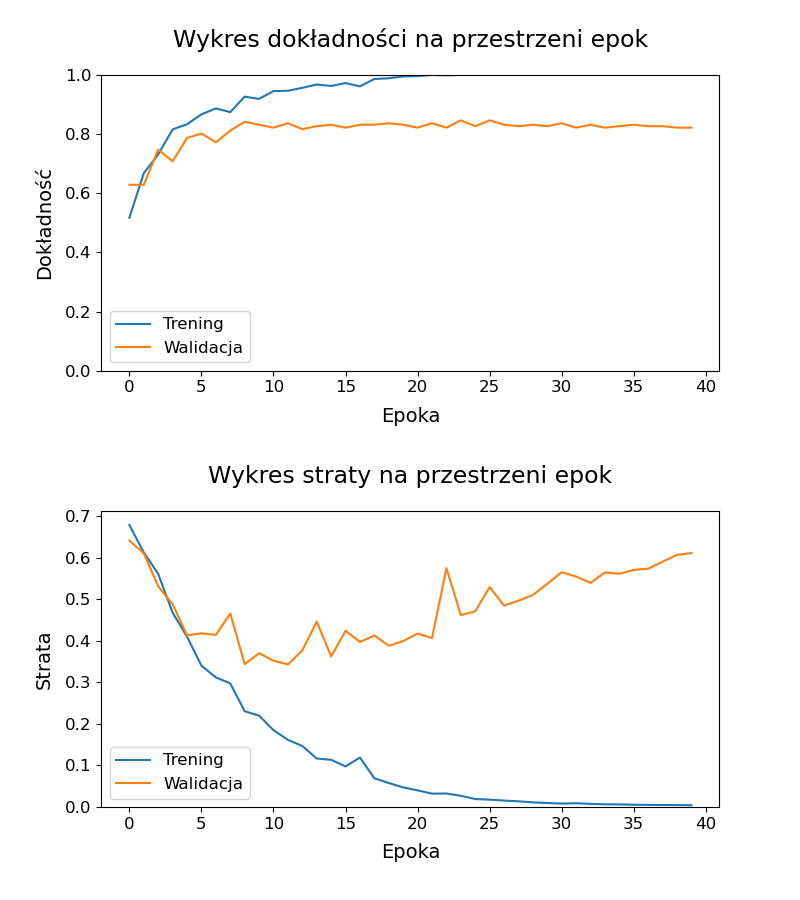 Wykres dokładności na przestrzeni epok
1.0
0.8
0.6
0.4
0.2
0.0
Dokładność
Trening
Walidacja
0 5 10 15 20 25 30 35 40
Epoka
Wykres straty na przestrzeni epok
0.7
0.6
0.5
0.4
0.3
0.2
0.1
0.0
Strata
Trening
Walidacja
0 5 10 15 20 25 30 35 40
Epoka